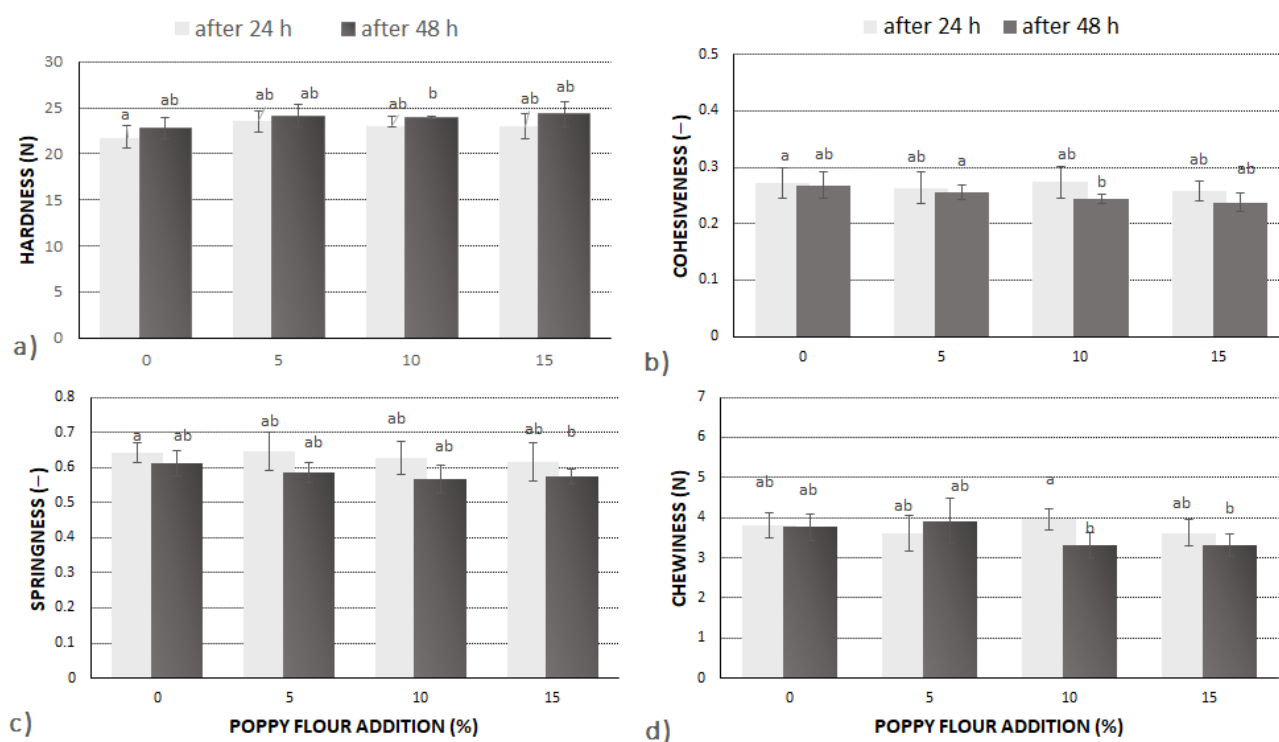 after 24 h after 48 h
HARDNESS (N)
30
25
20
15
10
5
0
a ab ab ab ab b ab ab
0 5 10 15
a)
after 24 h after 48 h
COHESIVENESS (−)
0.5
0.4
0.3
0.2
0.1
0
a ab ab a ab b ab ab
0 5 10 15
b)
SPRINGNESS (−)
0.8
0.7
0.6
0.5
0.4
0.3
0.2
0.1
0
a ab ab ab ab ab ab b
0 5 10 15
c) POPPY FLOUR ADDITION (%)
CHEWINESS (N)
7
6
5
4
3
2
1
0
ab ab ab ab a b ab b
0 5 10 15
d) POPPY FLOUR ADDITION (%)